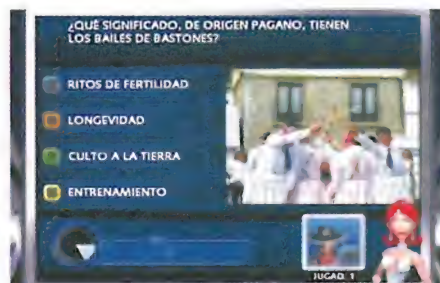 ¿QUÉ SIGNIFICADO, DE ORIGEN PAGANO, TIENEN
LOS BAILES DE BASTONES?
RITOS DE FERTILIDAD
LONGEVIDAD
CULTO A LA TIERRA
ENTRENAMIENTO
JUGAD. 1